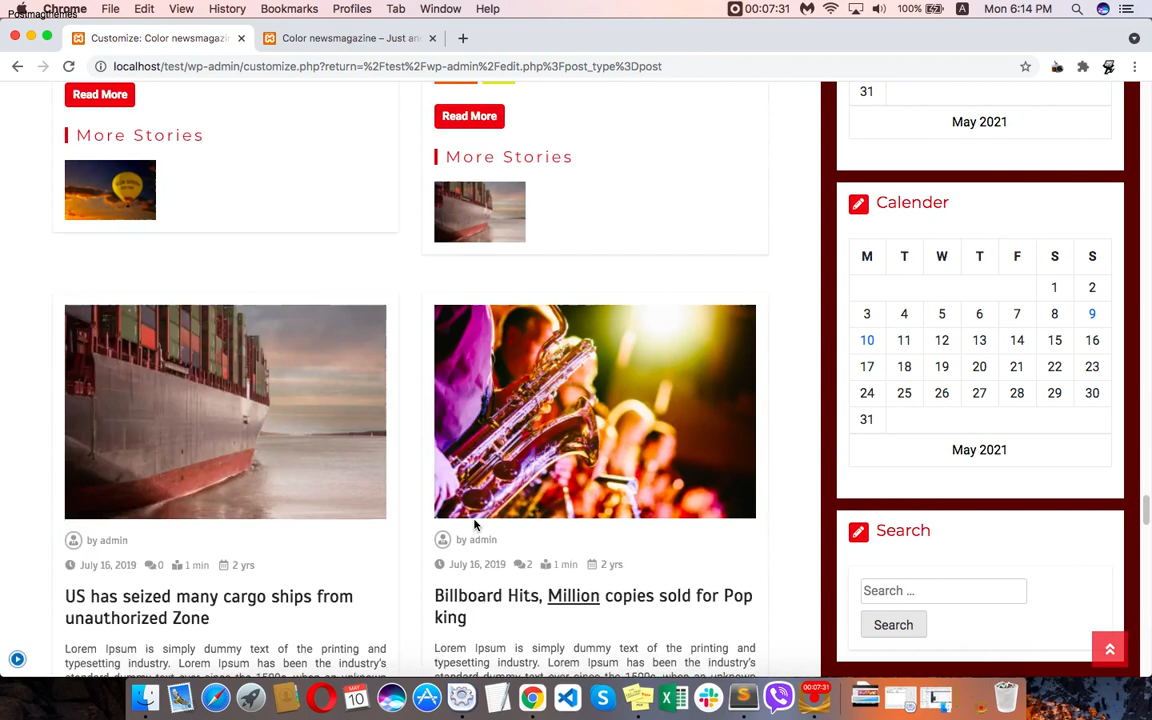 Chrome File Edit View History Bookmarks Profiles Tab Window Help 00:07:31 100% A Mon 6:14 PM
Postmagthemes
Customize: Color newsmagazin
Color newsmagazine – Just an
localhost/test/wp-admin/customize.php?return=%2Ftest%2Fwp-admin%2Fedit.php%3Fpost_type%3Dpost
Read More
More Stories
Read More
More Stories
by admin
July 16, 2019 0 1 min 2 yrs
US has seized many cargo ships from
unauthorized Zone
Lorem Ipsum is simply dummy text of the printing and
typesetting industry. Lorem Ipsum has been the industry's
by admin
July 16, 2019 2 1 min 2 yrs
Billboard Hits, Million copies sold for Pop
king
Lorem Ipsum is simply dummy text of the printing and
typesetting industry. Lorem Ipsum has been the industry's
31
May 2021
Calender
M T W T F S S
1 2
3 4 5 6 7 8 9
10 11 12 13 14 15 16
17 18 19 20 21 22 23
24 25 26 27 28 29 30
31
May 2021
Search
Search …
Search
MAY
10
00:07:31